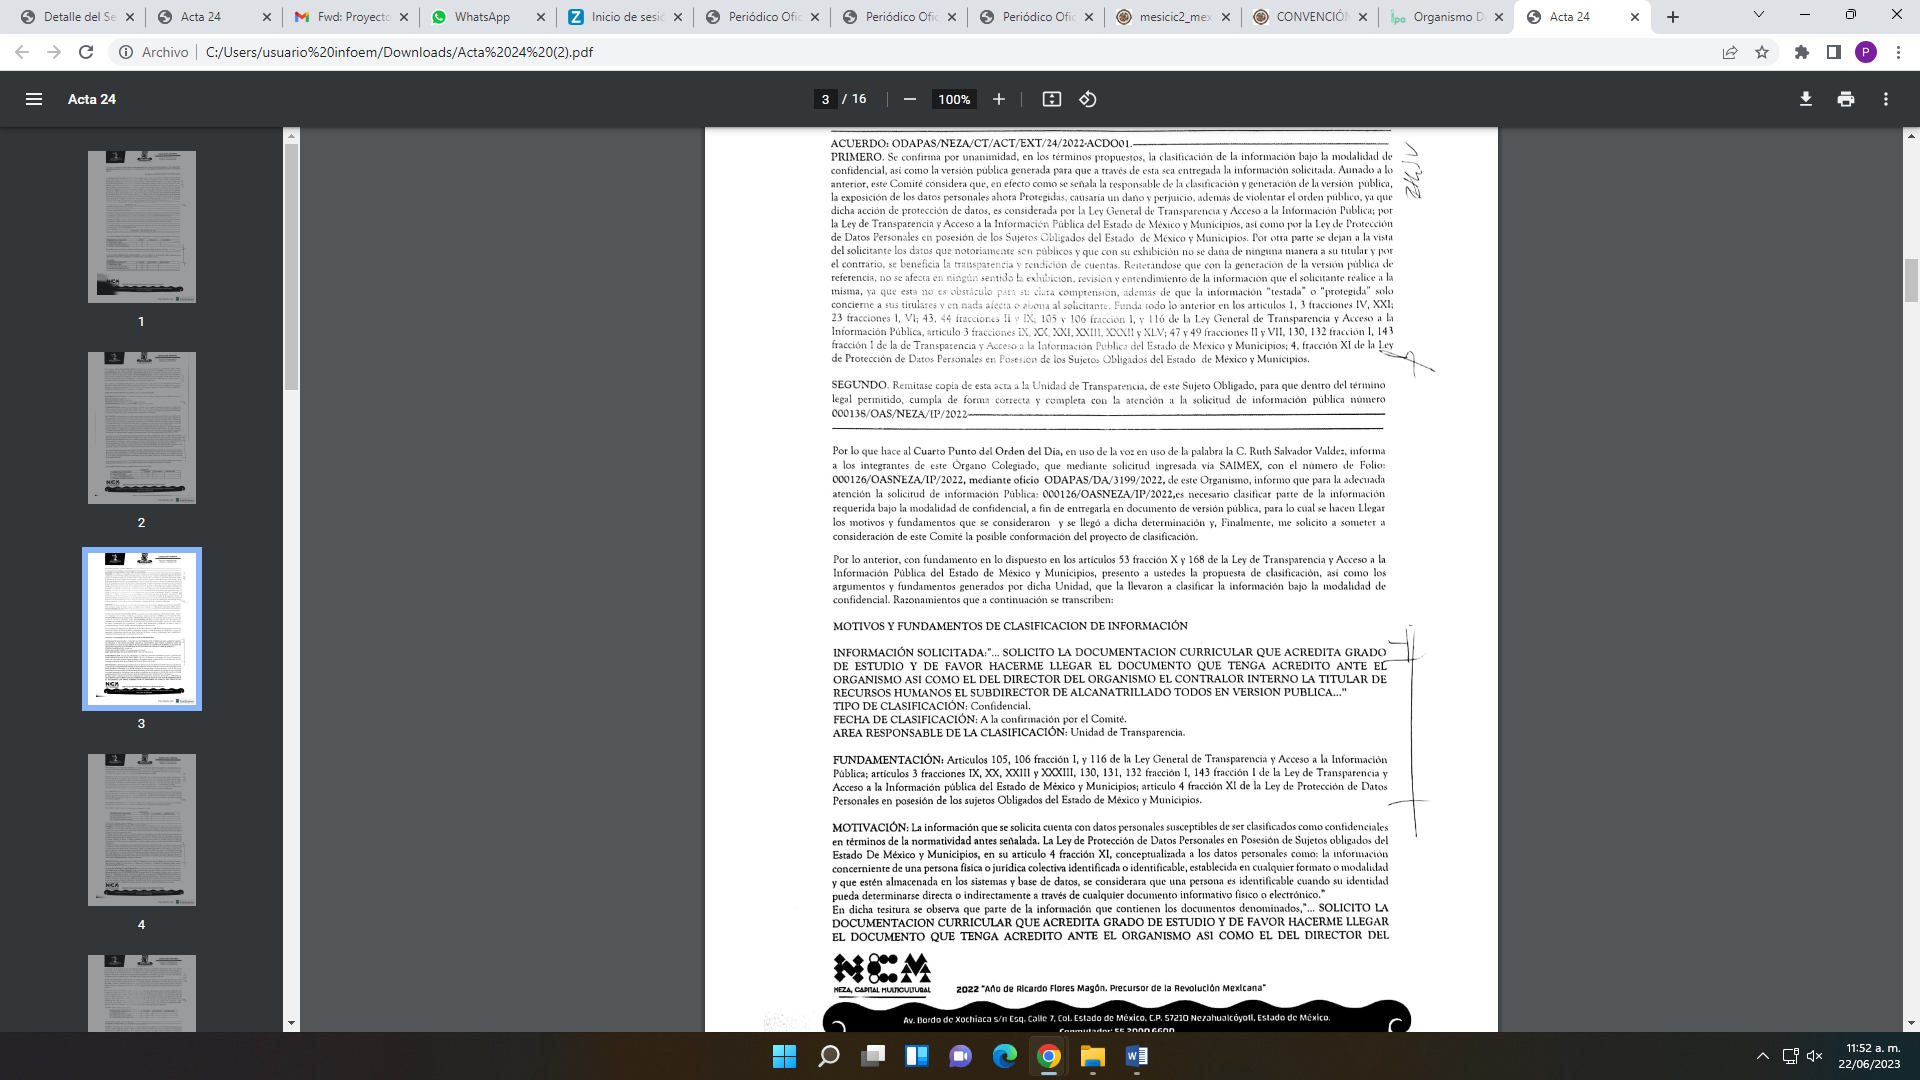 Detalle del Se
Acta 24
Fwd: Proyecto
WhatsApp
Inicio de sesi
Periódico Ofi
Periódico Ofi
Periódico Ofi
mesicic2_mex
CONVENCIÓN
Organismo D
Acta 24
Archivo
C:/Users/usuario%20infoem/Downloads/Acta%2024%20(2).pdf
Acta 24
3 / 16
100%
1
2
3
4
ACUERDO: ODAPAS/NEZA/CT/ACT/EXT/24/2022-ACDO01.
PRIMERO. Se confirma por unanimidad, en los términos propuestos, la clasificación de la información bajo la modalidad de
confidencial, así como la versión pública generada para que a través de esta sea entregada la información solicitada. Aunado a lo
anterior, este Comité considera que, en efecto como se señala la responsable de la clasificación y generación de la versión pública,
la exposición de los datos personales ahora Protegidas, causaría un daño y perjuicio, además de violentar el orden público, ya que
dicha acción de protección de datos, es considerada por la Ley General de Transparencia y Acceso a la Información Publica; por
la Ley de Transparencia y Acceso a la Información Pública del Estado de México y Municipios, así como por la Ley de Protección
de Datos Personales en posesión de los Sujetos Obligados del Estado de México y Municipios. Por otra parte se dejan a la vista
del solicitante los datos que notoriamente son públicos y que con su exhibición no se daña de ninguna manera a su titular y por
el contrario, se beneficia la transparencia y rendición de cuentas. Reiterándose que con la generación de la versión pública de
referencia, no se afecta en ningún sentido la exhibición, revisión y entendimiento de la información que el solicitante realice a la
misma, ya que esta no es obstáculo para su clara comprensión, además de que la información "testada" o "protegida" solo
concierne a sus titulares y en nada afecta o abona al solicitante. Funda todo lo anterior en los artículos 1, 3 fracciones IV, XXI;
23 fracciones I, VI; 43, 44 fracciones II y IX; 105 y 106 fracción I, y 116 de la Ley General de Transparencia y Acceso a la
Información Pública, artículo 3 fracciones IX, XX, XXI, XXIII, XXXII y XLV; 47 y 49 fracciones II y VII, 130, 132 fracción I, 143
fracción I de la de Transparencia y Acceso a la Información Publica del Estado de México y Municipios; 4, fracción XI de la Ley
de Protección de Datos Personales en Posesión de los Sujetos Obligados del Estado de México y Municipios.
SEGUNDO. Remítase copia de esta acta a la Unidad de Transparencia, de este Sujeto Obligado, para que dentro del término
legal permitido, cumpla de forma correcta y completa con la atención a la solicitud de información pública número
000138/OAS/NEZA/IP/2022
Por lo que hace al Cuarto Punto del Orden del Día, en uso de la voz en uso de la palabra la C. Ruth Salvador Valdez, informa
a los integrantes de este Órgano Colegiado, que mediante solicitud ingresada vía SAIMEX, con el número de Folio:
000126/OASNEZA/IP/2022, mediante oficio ODAPAS/DA/3199/2022, de este Organismo, informo que para la adecuada
atención la solicitud de información Pública: 000126/OASNEZA/IP/2022,es necesario clasificar parte de la información
requerida bajo la modalidad de confidencial, a fin de entregarla en documento de versión pública, para lo cual se hacen Llegar
los motivos y fundamentos que se consideraron y se llegó a dicha determinación y, Finalmente, me solicito a someter a
consideración de este Comité la posible conformación del proyecto de clasificación.
Por lo anterior, con fundamento en lo dispuesto en los artículos 53 fracción X y 168 de la Ley de Transparencia y Acceso a la
Información Pública del Estado de México y Municipios, presento a ustedes la propuesta de clasificación, así como los
argumentos y fundamentos generados por dicha Unidad, que la llevaron a clasificar la información bajo la modalidad de
confidencial. Razonamientos que a continuación se transcriben:
MOTIVOS Y FUNDAMENTOS DE CLASIFICACION DE INFORMACIÓN
INFORMACIÓN SOLICITADA:"... SOLICITO LA DOCUMENTACION CURRICULAR QUE ACREDITA GRADO
DE ESTUDIO Y DE FAVOR HACERME LLEGAR EL DOCUMENTO QUE TENGA ACREDITO ANTE EL
ORGANISMO ASI COMO EL DEL DIRECTOR DEL ORGANISMO EL CONTRALOR INTERNO LA TITULAR DE
RECURSOS HUMANOS EL SUBDIRECTOR DE ALCANATRILLADO TODOS EN VERSION PUBLICA..."
TIPO DE CLASIFICACIÓN: Confidencial.
FECHA DE CLASIFICACIÓN: A la confirmación por el Comité.
AREA RESPONSABLE DE LA CLASIFICACIÓN: Unidad de Transparencia.
FUNDAMENTACIÓN: Artículos 105, 106 fracción I, y 116 de la Ley General de Transparencia y Acceso a la Información
Pública; artículos 3 fracciones IX, XX, XXIII y XXXIII, 130, 131, 132 fracción I, 143 fracción I de la Ley de Transparencia y
Acceso a la Información pública del Estado de México y Municipios; artículo 4 fracción XI de la Ley de Protección de Datos
Personales en posesión de los sujetos Obligados del Estado de México y Municipios.
MOTIVACIÓN: La información que se solicita cuenta con datos personales susceptibles de ser clasificados como confidenciales
en términos de la normatividad antes señalada. La Ley de Protección de Datos Personales en Posesión de Sujetos obligados del
Estado De México y Municipios, en su artículo 4 fracción XI, conceptualiza a los datos personales como: la información
concerniente de una persona física o jurídica colectiva identificada o identificable, establecida en cualquier formato o modalidad
y que estén almacenada en los sistemas y base de datos, se considerara que una persona es identificable cuando su identidad
pueda determinarse directa o indirectamente a través de cualquier documento informativo físico o electrónico."
En dicha tesitura se observa que parte de la información que contienen los documentos denominados,"... SOLICITO LA
DOCUMENTACION CURRICULAR QUE ACREDITA GRADO DE ESTUDIO Y DE FAVOR HACERME LLEGAR
EL DOCUMENTO QUE TENGA ACREDITO ANTE EL ORGANISMO ASI COMO EL DEL DIRECTOR DEL
NCM
NEZA, CAPITAL MULTICULTURAL
2022 "Año de Ricardo Flores Magón. Precursor de la Revolución Mexicana"
Av. Bordo de Xochiaca s/n Esq. Calle 7, Col. Estado de México, C.P. 57210 Nezahualcóyotl, Estado de México.
Conmutador: 55 2000 6600
11:52 a. m.
22/06/2023